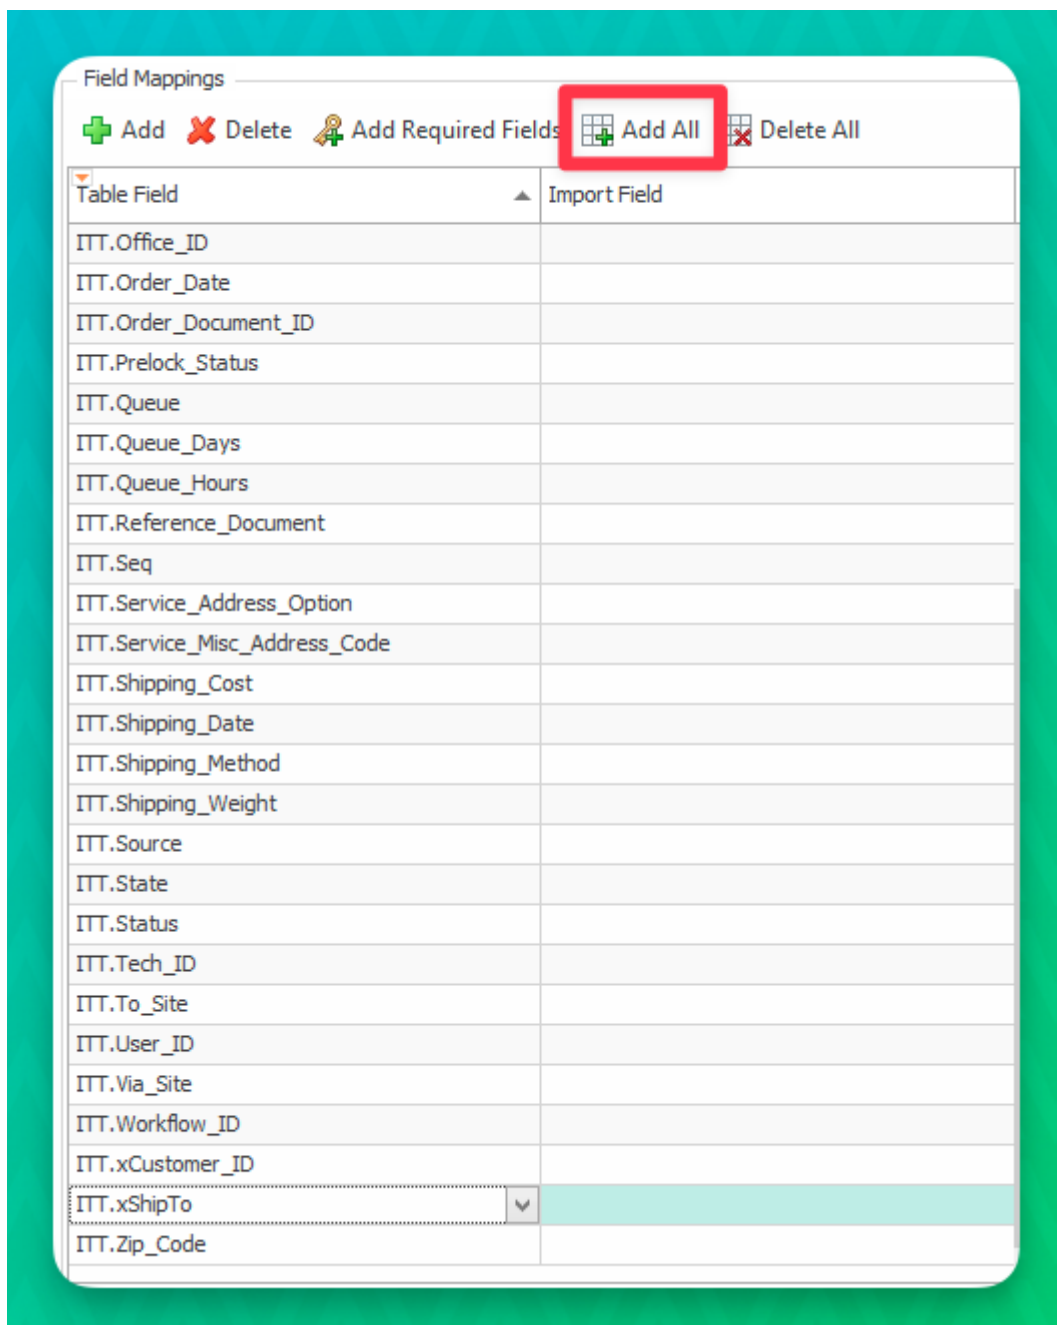 Field Mappings
Add Delete Add Required Fields Add All Delete All
Table Field Import Field
ITT.Office_ID
ITT.Order_Date
ITT.Order_Document_ID
ITT.Prelock_Status
ITT.Queue
ITT.Queue_Days
ITT.Queue_Hours
ITT.Reference_Document
ITT.Seq
ITT.Service_Address_Option
ITT.Service_Misc_Address_Code
ITT.Shipping_Cost
ITT.Shipping_Date
ITT.Shipping_Method
ITT.Shipping_Weight
ITT.Source
ITT.State
ITT.Status
ITT.Tech_ID
ITT.To_Site
ITT.User_ID
ITT.Via_Site
ITT.Workflow_ID
ITT.xCustomer_ID
ITT.xShipTo
ITT.Zip_Code